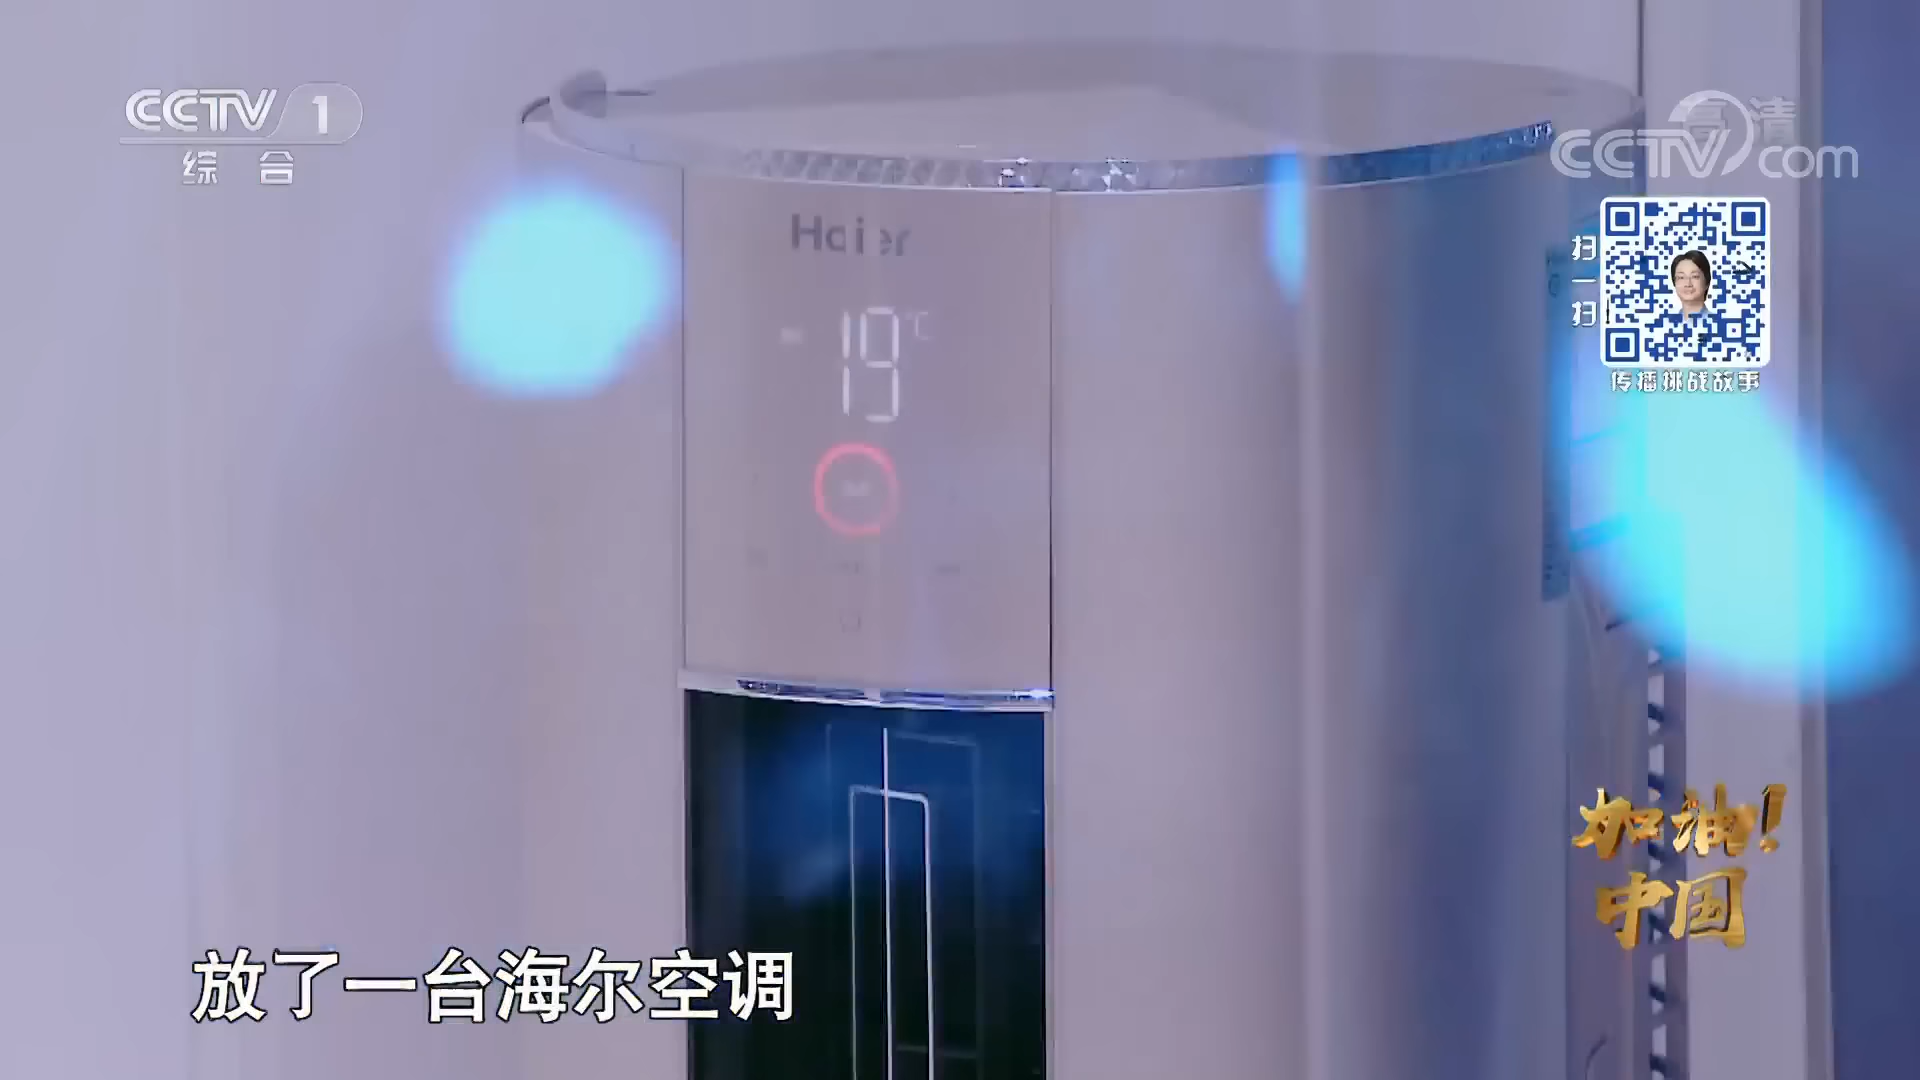 CCTV 1
综合
高清
CCTV com
Haier
19℃
扫一扫
传播挑战故事
加油!
中国
放了一台海尔空调